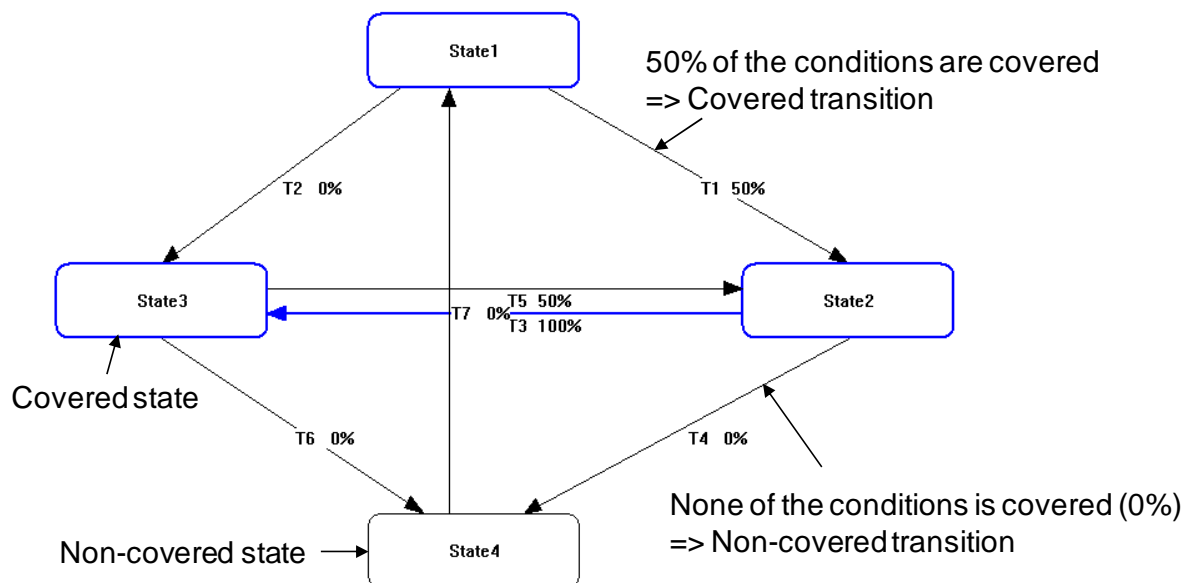 State1
50% of the conditions are covered
=> Covered transition
T2 0%
T1 50%
State3
T5 50%
State2
T7 0%
T3 100%
Covered state
T6 0%
T4 0%
None of the conditions is covered (0%)
=> Non-covered transition
Non-covered state
State4